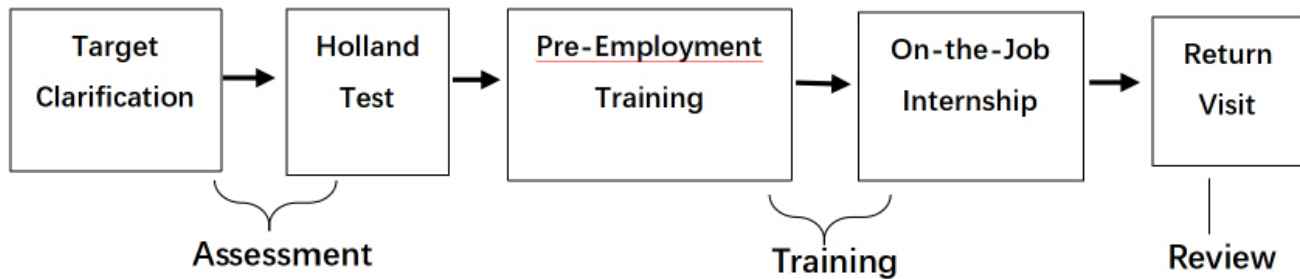 Target
Clarification
Holland
Test
Pre-Employment
Training
On-the-Job
Internship
Return
Visit
Assessment
Training
Review